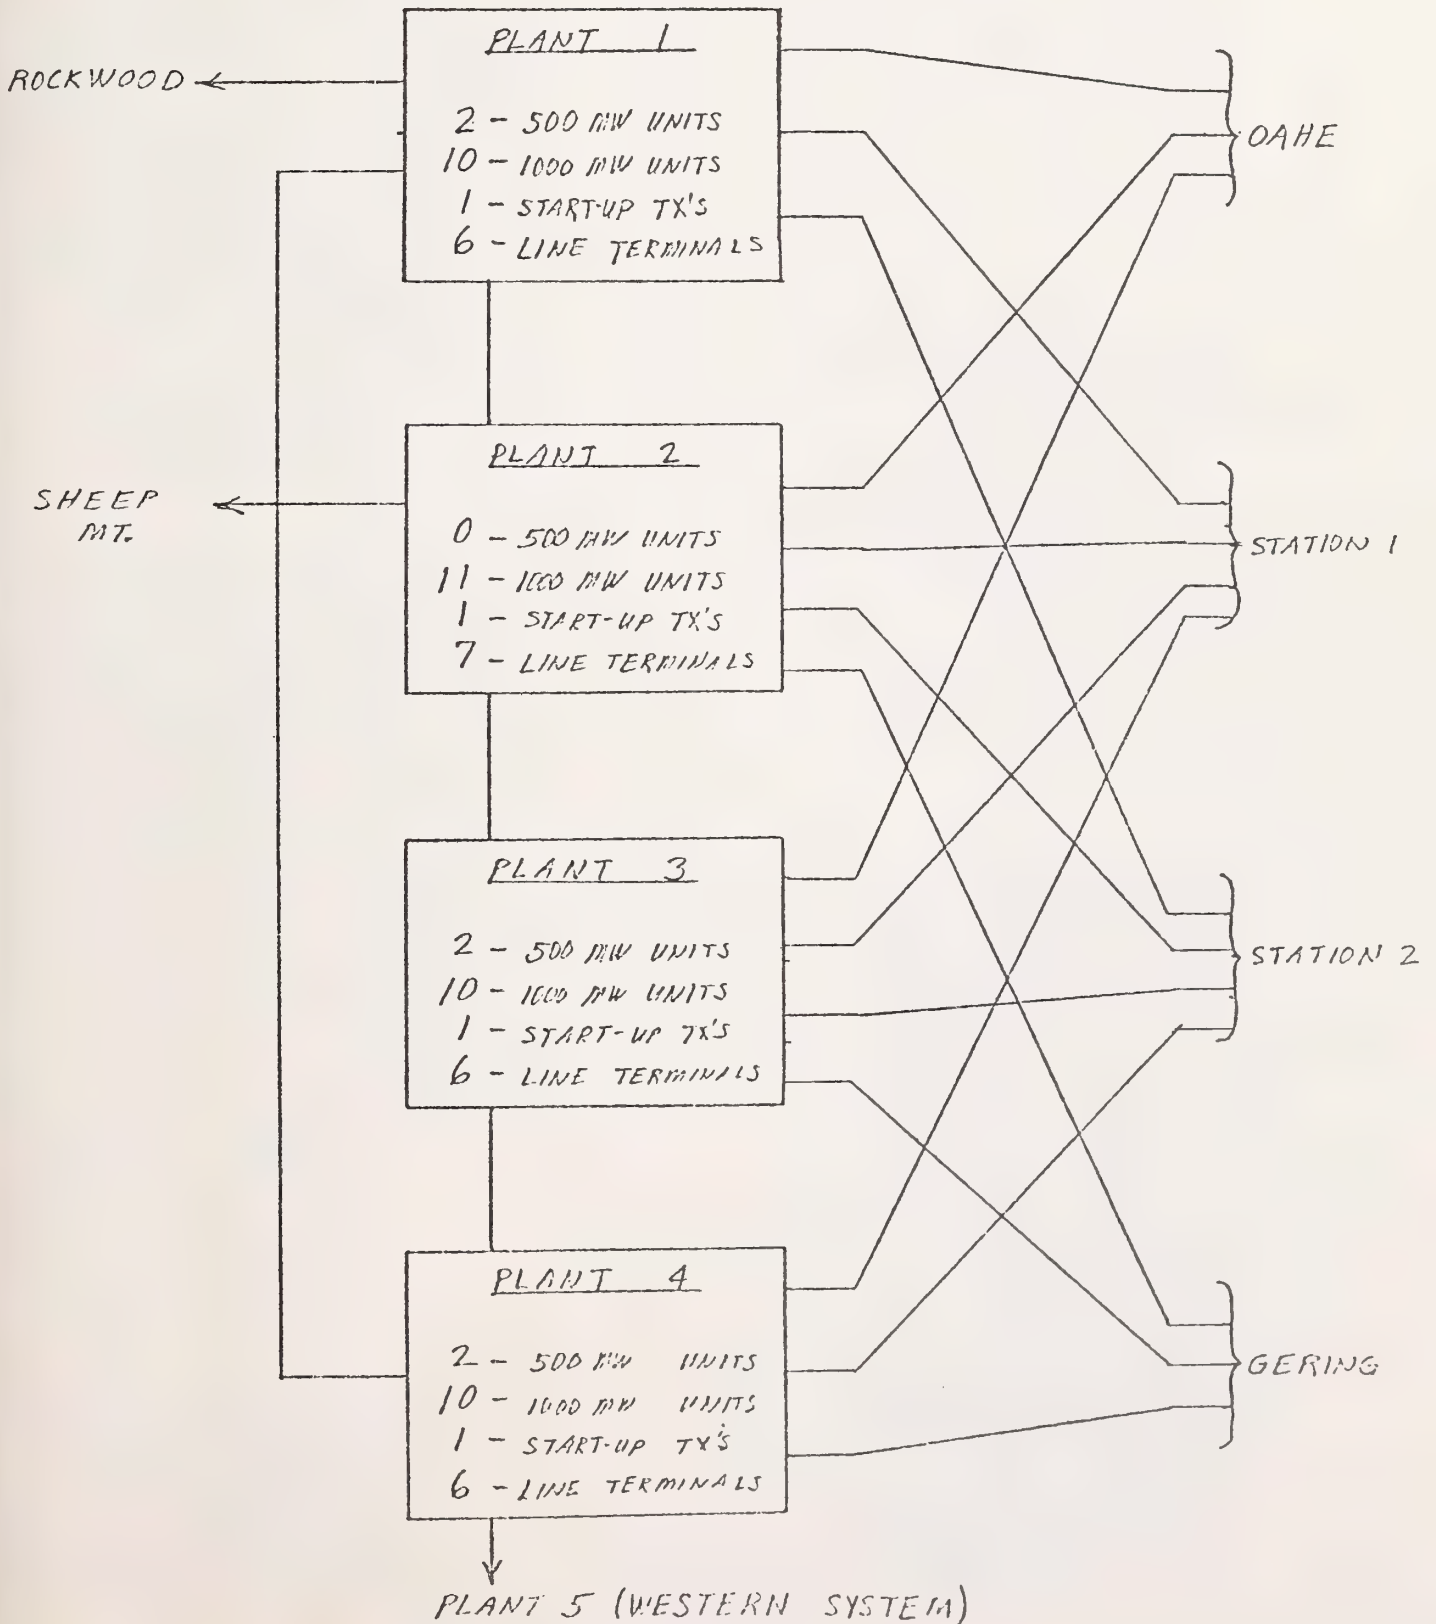 PLANT 1
ROCKWOOD
2 - 500 MW UNITS
10 - 1000 MW UNITS
1 - START-UP TX'S
6 - LINE TERMINALS
OAHE
PLANT 2
SHEEP
MT.
0 - 500 MW UNITS
11 - 1000 MW UNITS
1 - START-UP TX'S
7 - LINE TERMINALS
STATION 1
PLANT 3
2 - 500 MW UNITS
10 - 1000 MW UNITS
1 - START-UP TX'S
6 - LINE TERMINALS
STATION 2
PLANT 4
2 - 500 MW UNITS
10 - 1000 MW UNITS
1 - START-UP TX'S
6 - LINE TERMINALS
GERING
PLANT 5 (WESTERN SYSTEM)